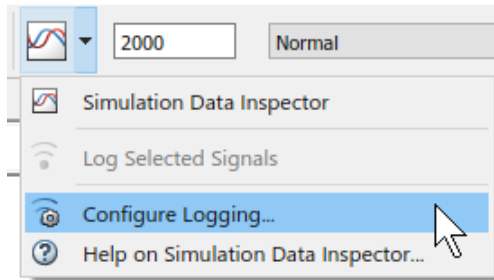 2000 Normal
Simulation Data Inspector
Log Selected Signals
Configure Logging...
Help on Simulation Data Inspector...